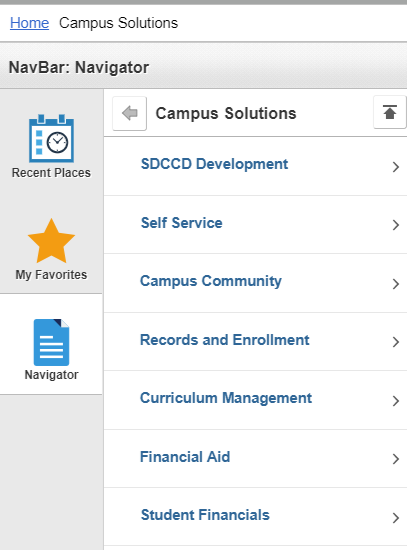 Home Campus Solutions
NavBar: Navigator
Recent Places
My Favorites
Navigator
Campus Solutions
SDCCD Development
Self Service
Campus Community
Records and Enrollment
Curriculum Management
Financial Aid
Student Financials